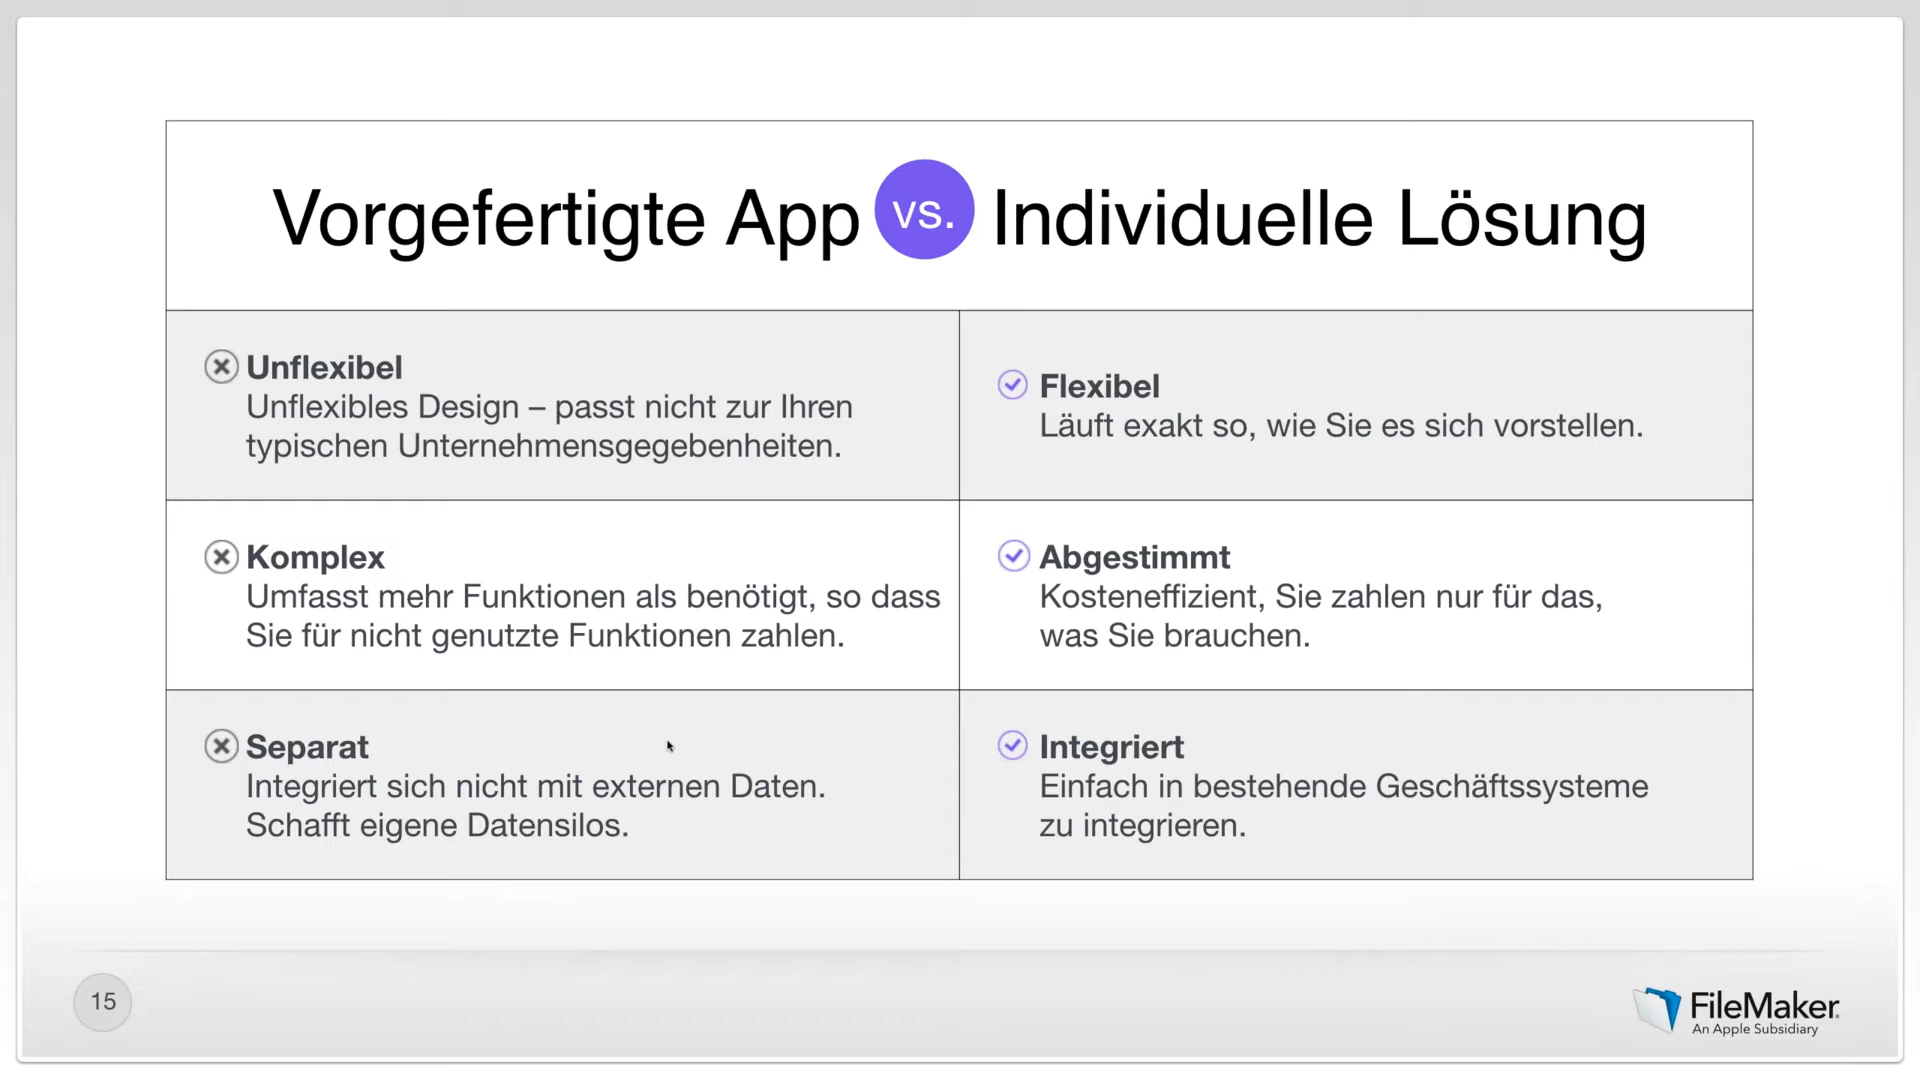 Vorgefertigte App vs. Individuelle Lösung
Unflexibel
Unflexibles Design – passt nicht zur Ihren
typischen Unternehmensgegebenheiten.
Flexibel
Läuft exakt so, wie Sie es sich vorstellen.
Komplex
Umfasst mehr Funktionen als benötigt, so dass
Sie für nicht genutzte Funktionen zahlen.
Abgestimmt
Kosteneffizient, Sie zahlen nur für das,
was Sie brauchen.
Separat
Integriert sich nicht mit externen Daten.
Schafft eigene Datensilos.
Integriert
Einfach in bestehende Geschäftssysteme
zu integrieren.
15
FileMaker
An Apple Subsidiary